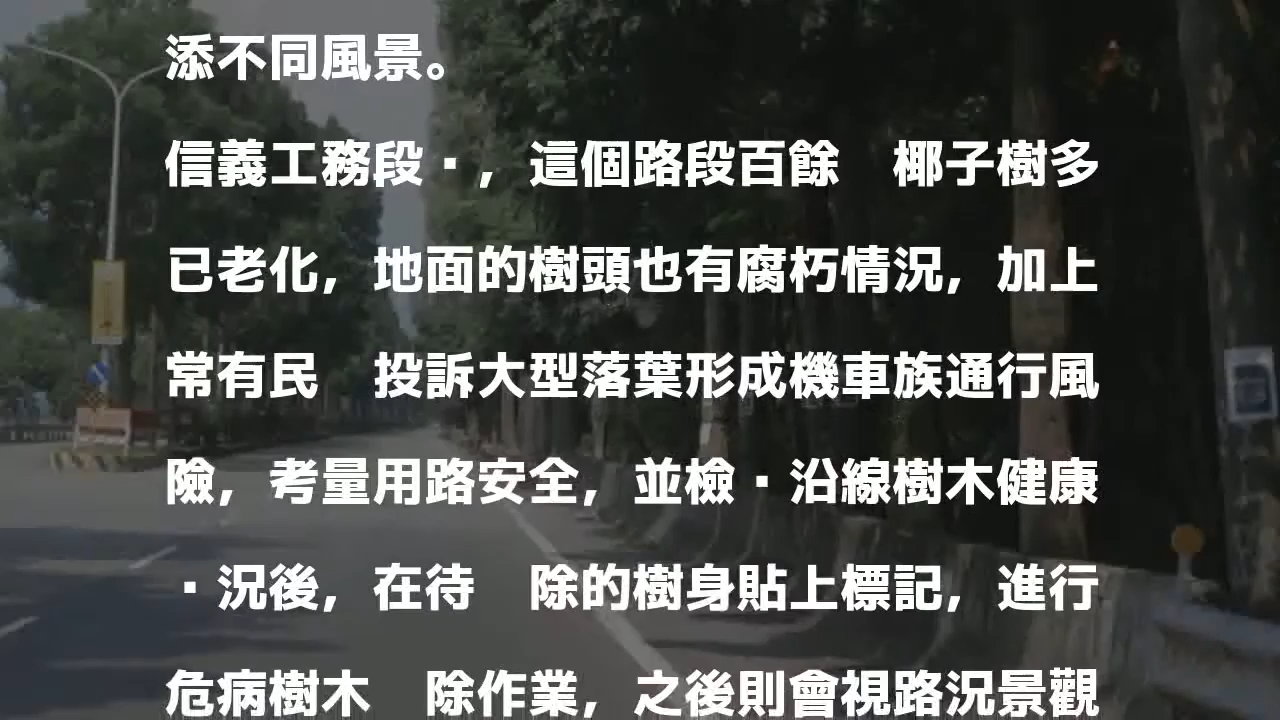 添不同風景。
信義工務段·，這個路段百餘　椰子樹多
已老化，地面的樹頭也有腐朽情況，加上
常有民　投訴大型落葉形成機車族通行風
險，考量用路安全，並檢·沿線樹木健康
·況後，在待　除的樹身貼上標記，進行
危病樹木　除作業，之後則會視路況景觀